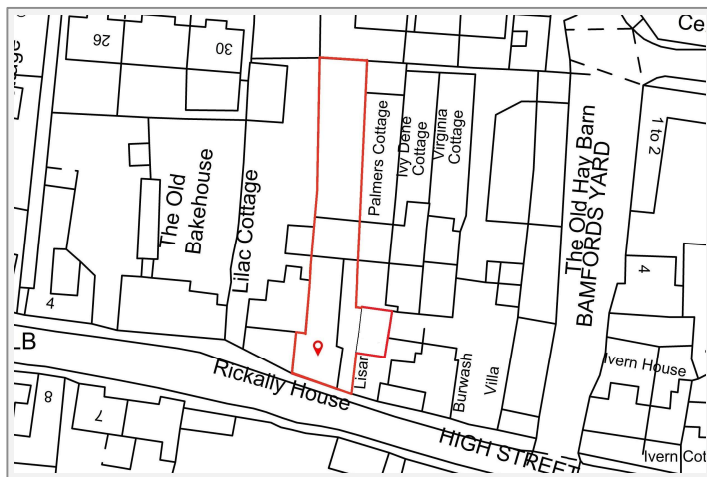 26
30
Ce
The Old
Bakehouse
Lilac Cottage
Palmers Cottage
Ivy Dene
Cottage
Virginia
Cottage
The Old Hay Barn
BAMFORDS YARD
1 to 2
4
4
LB
Rickally House
Lisar
Burwash
Villa
Ivern House
8
7
HIGH STREET
Ivern Cot